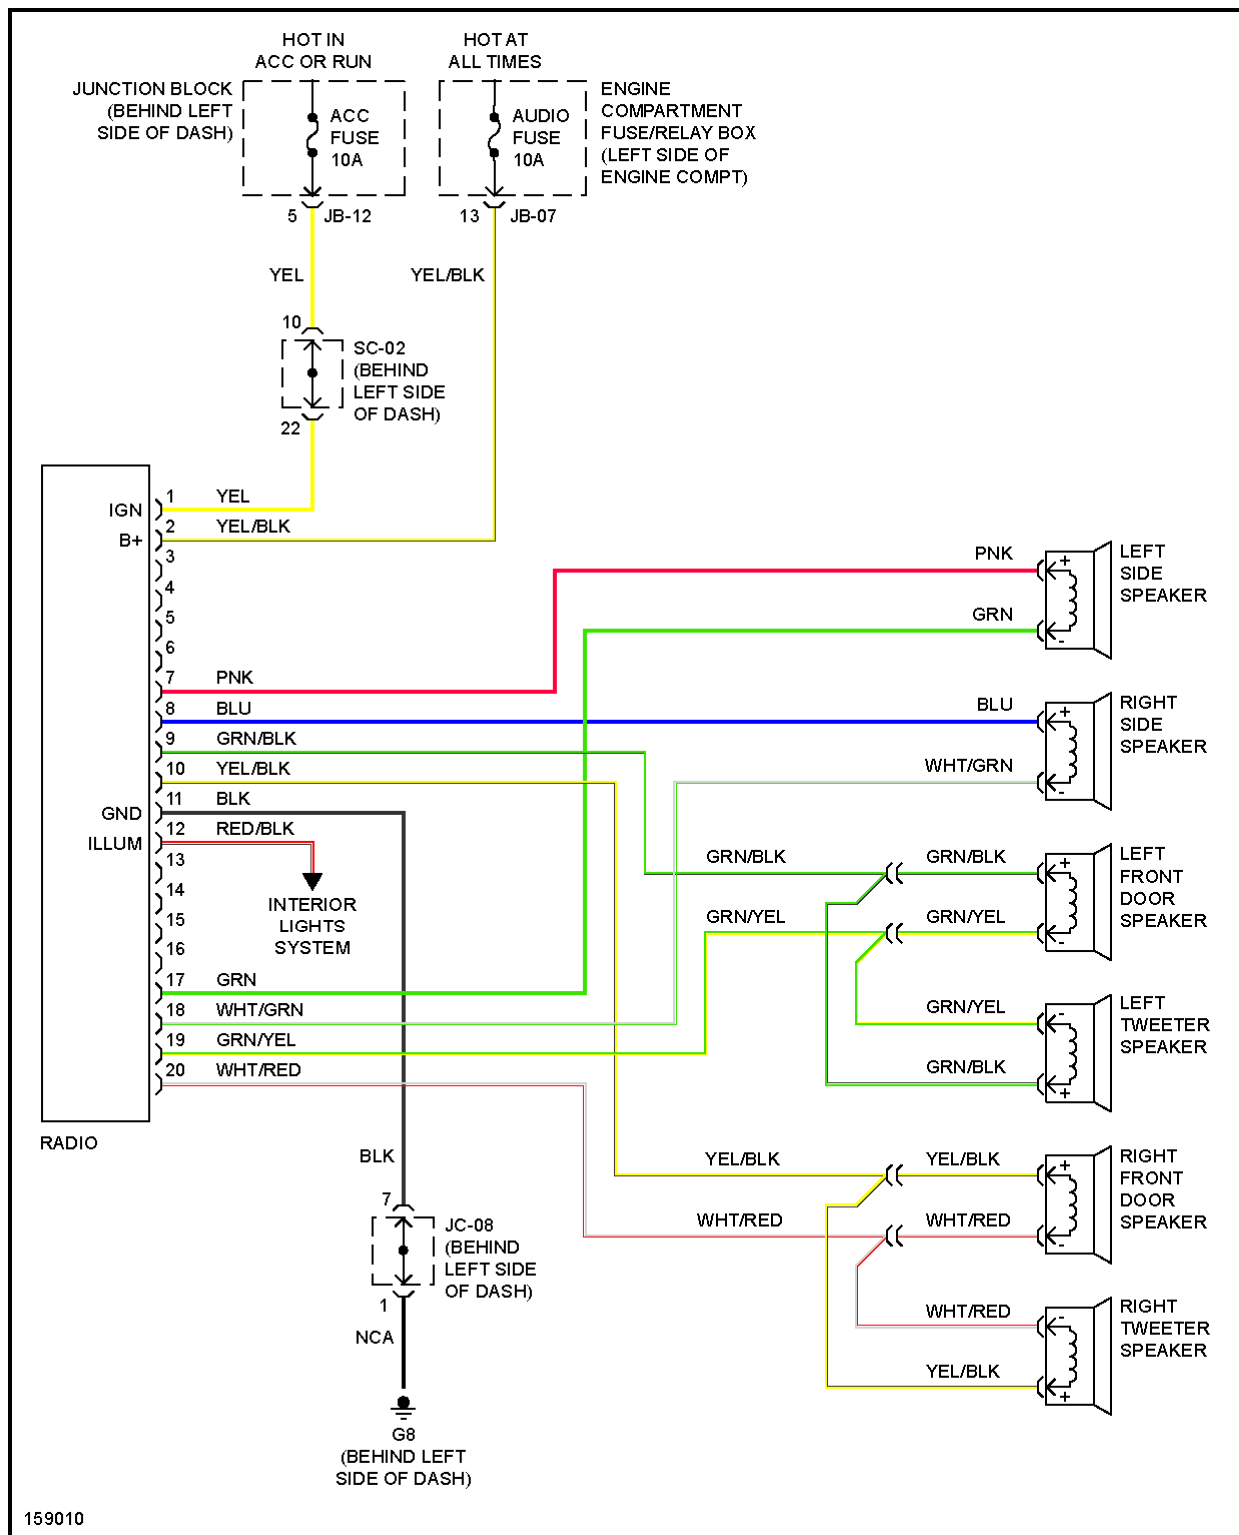 HOT IN
ACC OR RUN
HOT AT
ALL TIMES
JUNCTION BLOCK
(BEHIND LEFT
SIDE OF DASH)
ACC
FUSE
10A
AUDIO
FUSE
10A
ENGINE
COMPARTMENT
FUSE/RELAY BOX
(LEFT SIDE OF
ENGINE COMPT)
5 JB-12
13 JB-07
YEL
YEL/BLK
10
SC-02
(BEHIND
LEFT SIDE
OF DASH)
22
IGN 1 YEL
B+ 2 YEL/BLK
3
4
5
6
7 PNK
8 BLU
9 GRN/BLK
10 YEL/BLK
GND 11 BLK
ILLUM 12 RED/BLK
13
14
15
16
17 GRN
18 WHT/GRN
19 GRN/YEL
20 WHT/RED
RADIO
INTERIOR
LIGHTS
SYSTEM
PNK
+
GRN
-
LEFT
SIDE
SPEAKER
BLU
+
WHT/GRN
-
RIGHT
SIDE
SPEAKER
GRN/BLK GRN/BLK
+
GRN/YEL GRN/YEL
-
LEFT
FRONT
DOOR
SPEAKER
GRN/YEL
-
GRN/BLK
+
LEFT
TWEETER
SPEAKER
YEL/BLK YEL/BLK
+
WHT/RED WHT/RED
-
RIGHT
FRONT
DOOR
SPEAKER
WHT/RED
-
YEL/BLK
+
RIGHT
TWEETER
SPEAKER
BLK
7
JC-08
(BEHIND
LEFT SIDE
OF DASH)
1
NCA
G8
(BEHIND LEFT
SIDE OF DASH)
159010